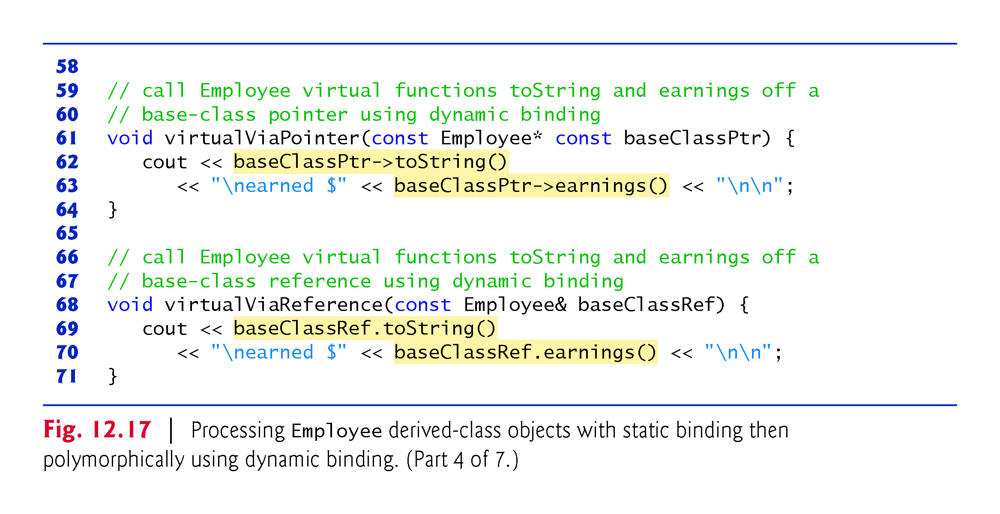 58
59 // call Employee virtual functions toString and earnings off a
60 // base-class pointer using dynamic binding
61 void virtualViaPointer(const Employee* const baseClassPtr) {
62    cout << baseClassPtr->toString()
63       << "\nearned $" << baseClassPtr->earnings() << "\n\n";
64 }
65
66 // call Employee virtual functions toString and earnings off a
67 // base-class reference using dynamic binding
68 void virtualViaReference(const Employee& baseClassRef) {
69    cout << baseClassRef.toString()
70       << "\nearned $" << baseClassRef.earnings() << "\n\n";
71 }
Fig. 12.17 | Processing Employee derived-class objects with static binding then
polymorphically using dynamic binding. (Part 4 of 7.)